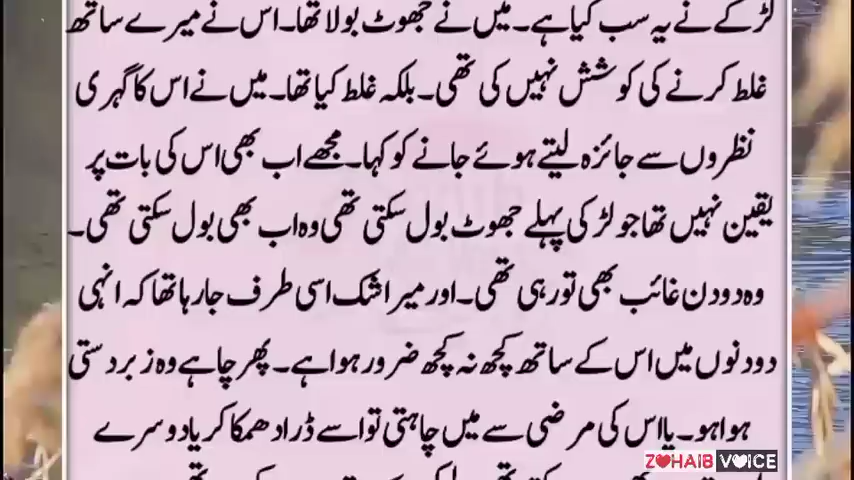 لڑکے نے یہ سب کیا ہے۔ میں نے جھوٹ بولا تھا۔ اس نے میرے ساتھ
غلط کرنے کی کوشش نہیں کی تھی۔ بلکہ غلط کیا تھا۔ میں نے اس کا گہری
نظروں سے جائزہ لیتے ہوئے جانے کو کہا۔ مجھے اب بھی اس کی بات پر
یقین نہیں تھا جو لڑکی پہلے جھوٹ بول سکتی تھی وہ اب بھی بول سکتی تھی۔
وہ دو دن غائب بھی تو رہی تھی۔ اور میرا شک اسی طرف جا رہا تھا کہ انہی
دو دنوں میں اس کے ساتھ کچھ نہ کچھ ضرور ہوا ہے۔ پھر چاہے وہ زبردستی
ہوا ہو۔ یا اس کی مرضی سے میں چاہتی تو اسے ڈرا دھمکا کر یا دوسرے
ZOHAIB VOICE